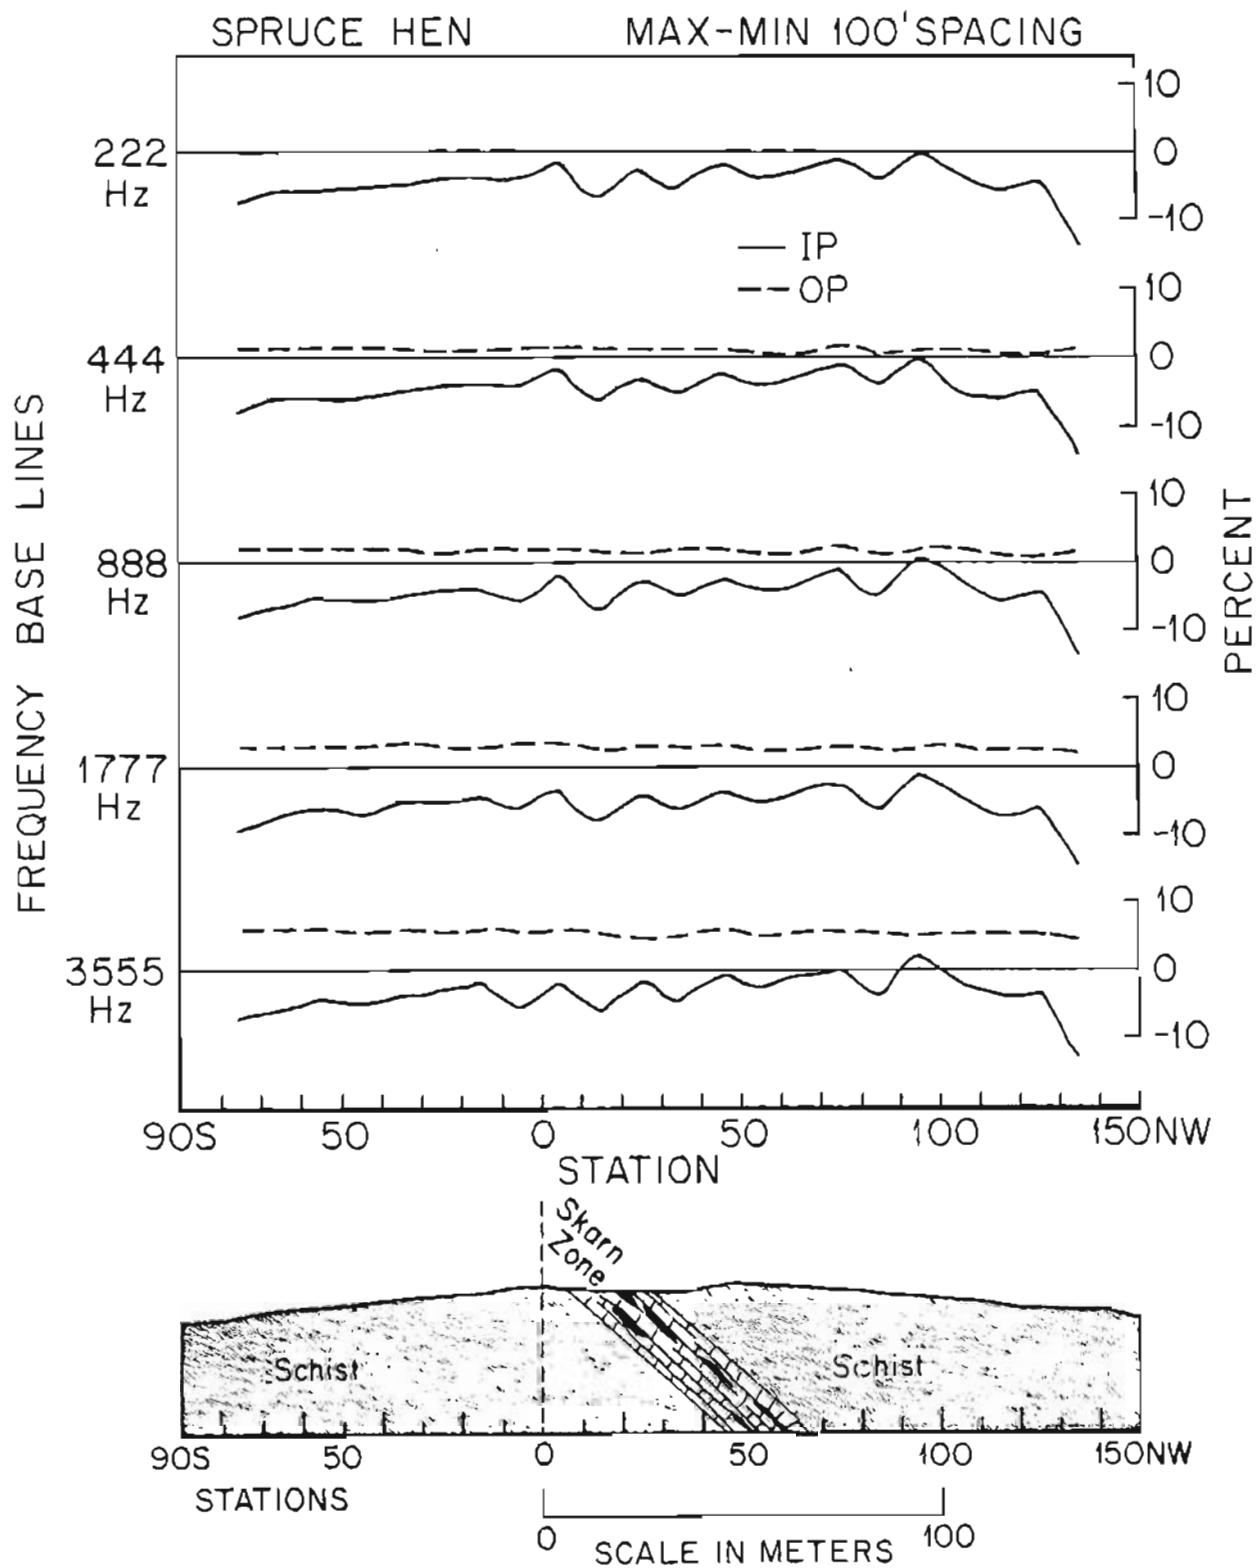 SPRUCE HEN MAX-MIN 100' SPACING
10
222 0
Hz
-10
IP
OP
10
444 0
Hz
-10
10
888 0
Hz
-10
10
1777 0
Hz
-10
10
3555 0
Hz
-10
FREQUENCY BASE LINES
PERCENT
90S 50 0 50 100 150NW
STATION
Skarn
Zone
Schist Schist
90S 50 0 50 100 150NW
STATIONS
0 100
SCALE IN METERS